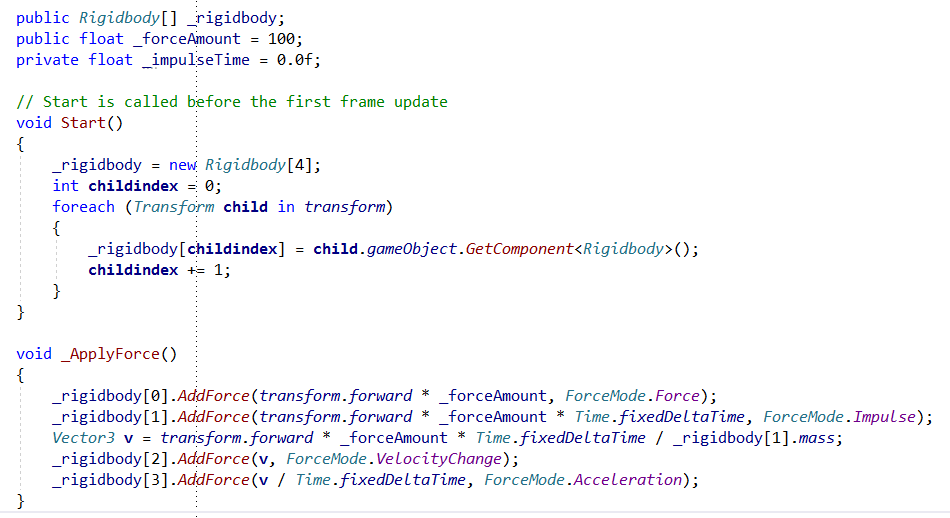 public Rigidbody[] _rigidbody;
public float _forceAmount = 100;
private float _impulseTime = 0.0f;
// Start is called before the first frame update
void Start()
{
_rigidbody = new Rigidbody[4];
int childindex = 0;
foreach (Transform child in transform)
{
_rigidbody[childindex] = child.gameObject.GetComponent<Rigidbody>();
childindex += 1;
}
}
void _ApplyForce()
{
_rigidbody[0].AddForce(transform.forward * _forceAmount, ForceMode.Force);
_rigidbody[1].AddForce(transform.forward * _forceAmount * Time.fixedDeltaTime, ForceMode.Impulse);
Vector3 v = transform.forward * _forceAmount * Time.fixedDeltaTime / _rigidbody[1].mass;
_rigidbody[2].AddForce(v, ForceMode.VelocityChange);
_rigidbody[3].AddForce(v / Time.fixedDeltaTime, ForceMode.Acceleration);
}